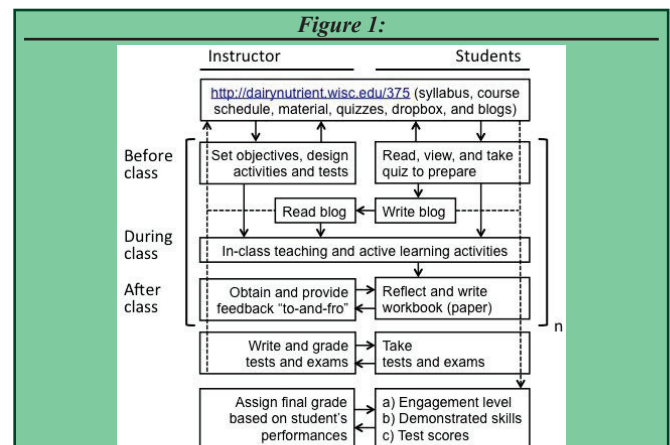 Figure 1:
Instructor Students
http://dairynutrient.wisc.edu/375 (syllabus, course
schedule, material, quizzes, dropbox, and blogs)
Before
class
Set objectives, design
activities and tests
Read, view, and take
quiz to prepare
Read blog
Write blog
During
class
In-class teaching and active learning activities
After
class
Obtain and provide
feedback “to-and-fro”
Reflect and write
workbook (paper)
n
Write and grade
tests and exams
Take
tests and exams
Assign final grade
based on student’s
performances
a) Engagement level
b) Demonstrated skills
c) Test scores